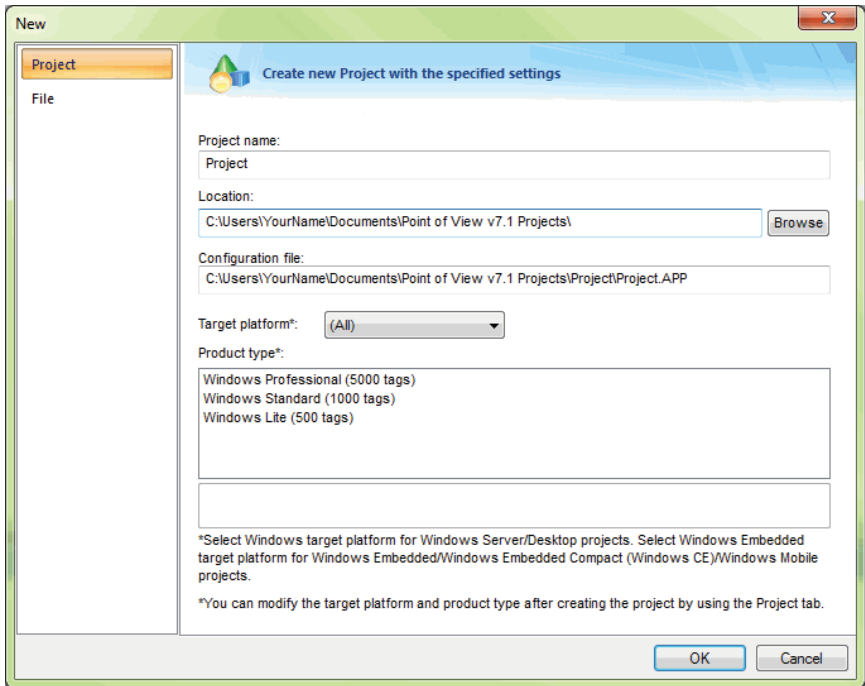 New
Project
File
Create new Project with the specified settings
Project name:
Project
Location:
C:\Users\YourName\Documents\Point of View v7.1 Projects\
Browse
Configuration file:
C:\Users\YourName\Documents\Point of View v7.1 Projects\Project\Project.APP
Target platform*:
(All)
Product type*:
Windows Professional (5000 tags)
Windows Standard (1000 tags)
Windows Lite (500 tags)
*Select Windows target platform for Windows Server/Desktop projects. Select Windows Embedded
target platform for Windows Embedded/Windows Embedded Compact (Windows CE)/Windows Mobile
projects.
*You can modify the target platform and product type after creating the project by using the Project tab.
OK
Cancel